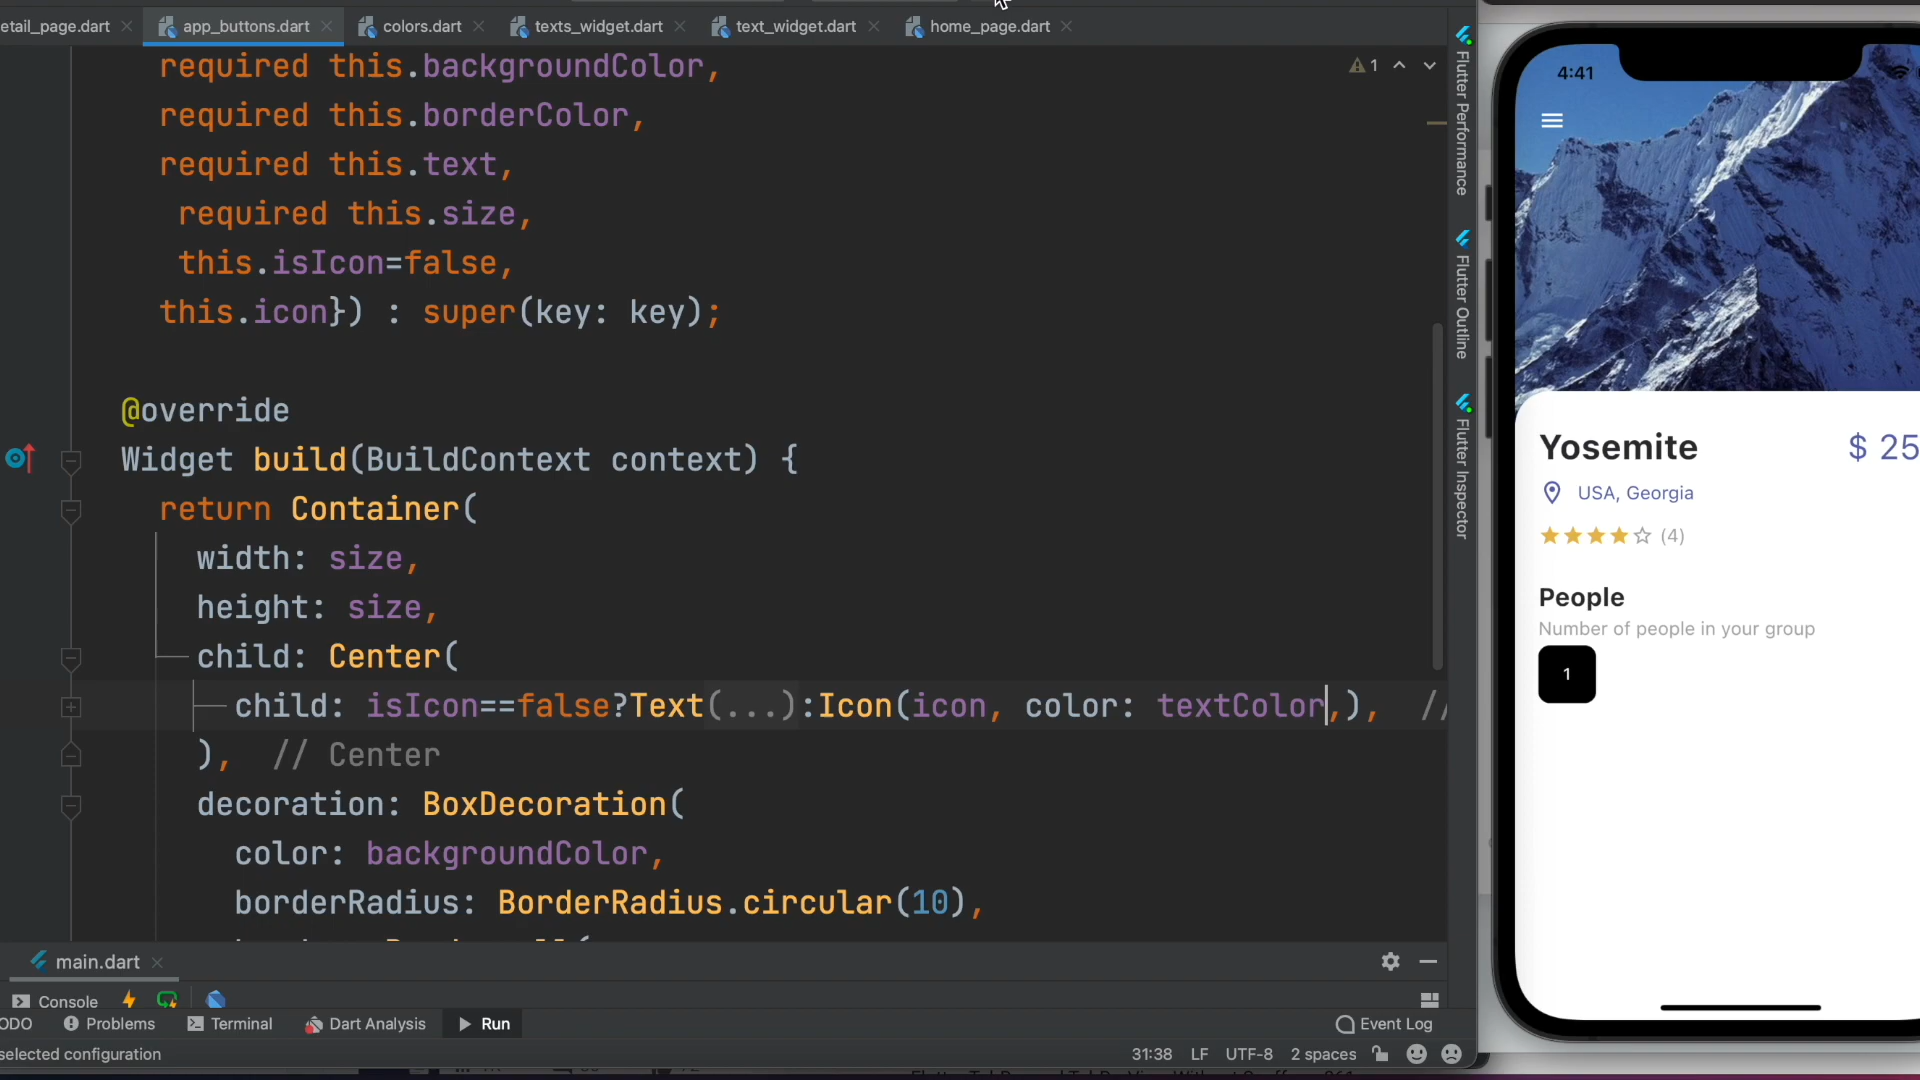 etail_page.dart
app_buttons.dart
colors.dart
texts_widget.dart
text_widget.dart
home_page.dart
required this.backgroundColor,
required this.borderColor,
required this.text,
required this.size,
this.isIcon=false,
this.icon}) : super(key: key);
@override
Widget build(BuildContext context) {
return Container(
width: size,
height: size,
child: Center(
child: isIcon==false?Text(...):Icon(icon, color: textColor,), //
), // Center
decoration: BoxDecoration(
color: backgroundColor,
borderRadius: BorderRadius.circular(10),
1
Flutter Performance
Flutter Outline
Flutter Inspector
main.dart
Console
ODO
Problems
Terminal
Dart Analysis
Run
Event Log
selected configuration
31:38 LF UTF-8 2 spaces
4:41
Yosemite
$ 25
USA, Georgia
(4)
People
Number of people in your group
1